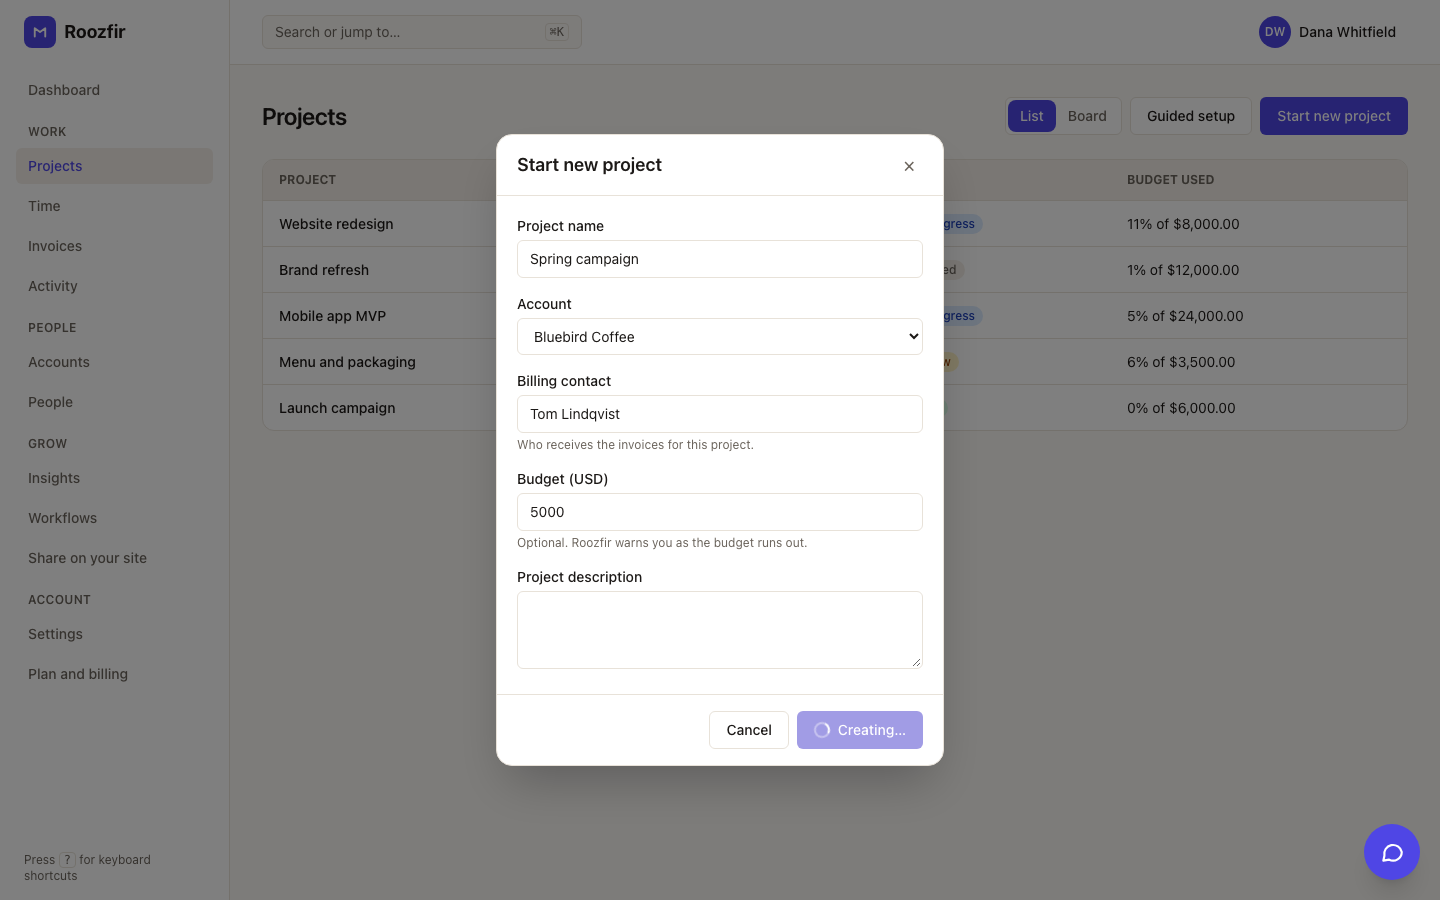 Roozfir
Search or jump to...
⌘K
DW
Dana Whitfield
Dashboard
WORK
Projects
Time
Invoices
Activity
PEOPLE
Accounts
People
GROW
Insights
Workflows
Share on your site
ACCOUNT
Settings
Plan and billing
Press ? for keyboard
shortcuts
Projects
List
Board
Guided setup
Start new project
PROJECT
BUDGET USED
Website redesign
11% of $8,000.00
Brand refresh
1% of $12,000.00
Mobile app MVP
5% of $24,000.00
Menu and packaging
6% of $3,500.00
Launch campaign
0% of $6,000.00
Start new project
×
Project name
Spring campaign
Account
Bluebird Coffee
Billing contact
Tom Lindqvist
Who receives the invoices for this project.
Budget (USD)
5000
Optional. Roozfir warns you as the budget runs out.
Project description
Cancel
Creating...